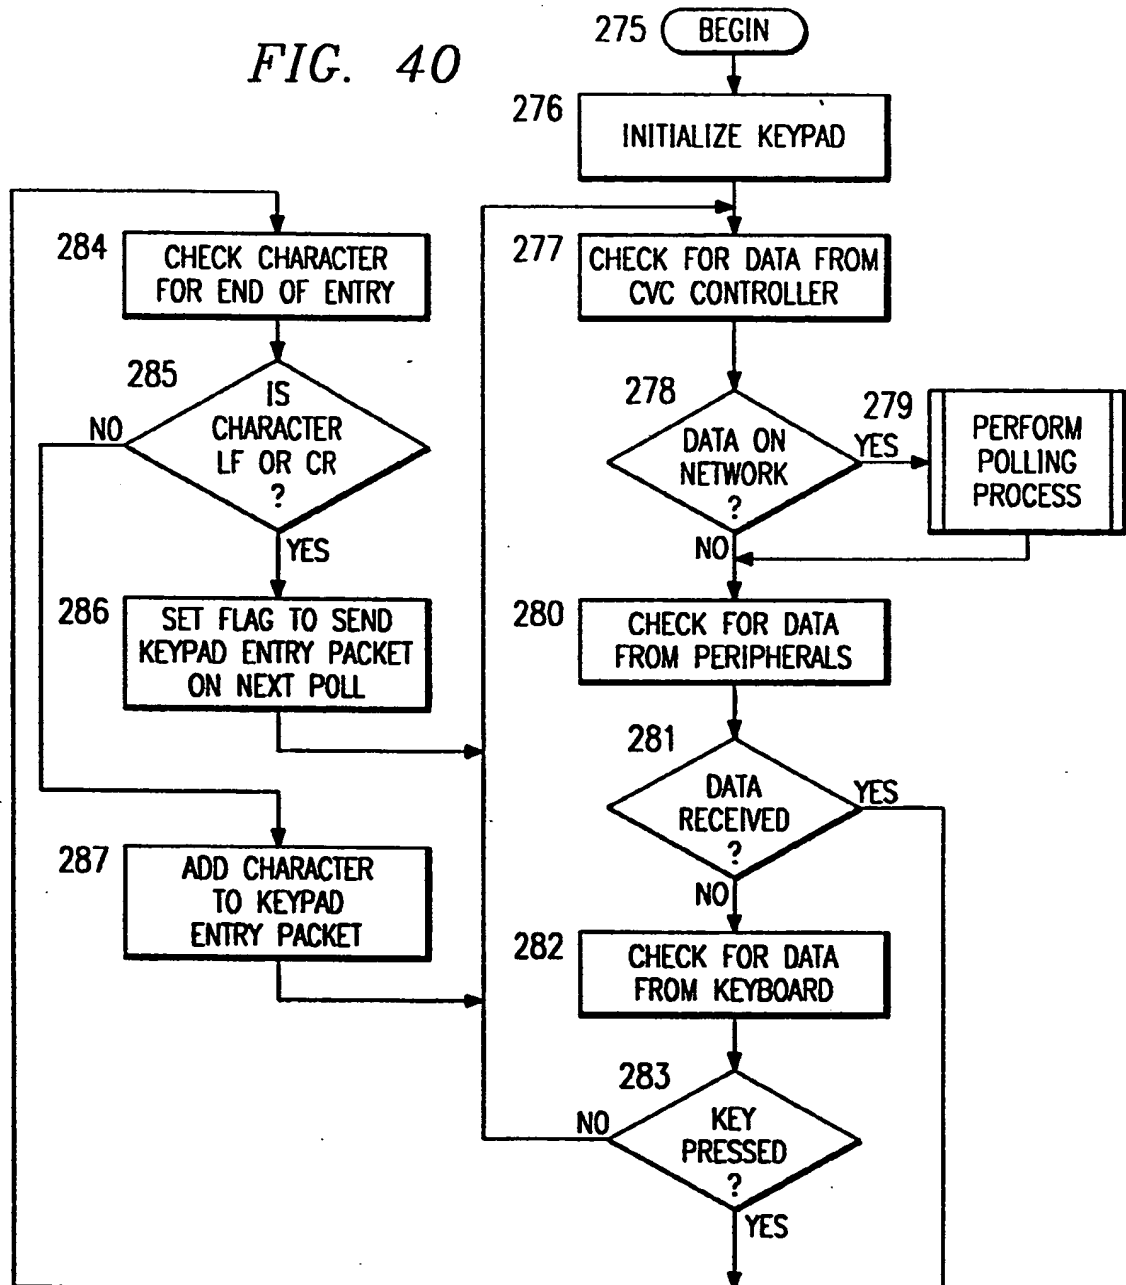 FIG. 40
275
BEGIN
276
INITIALIZE KEYPAD
277
CHECK FOR DATA FROM
CVC CONTROLLER
278
DATA ON
NETWORK
?
YES
NO
279
PERFORM
POLLING
PROCESS
280
CHECK FOR DATA
FROM PERIPHERALS
281
DATA
RECEIVED
?
YES
NO
282
CHECK FOR DATA
FROM KEYBOARD
283
KEY
PRESSED
?
NO
YES
284
CHECK CHARACTER
FOR END OF ENTRY
285
IS
CHARACTER
LF OR CR
?
NO
YES
286
SET FLAG TO SEND
KEYPAD ENTRY PACKET
ON NEXT POLL
287
ADD CHARACTER
TO KEYPAD
ENTRY PACKET